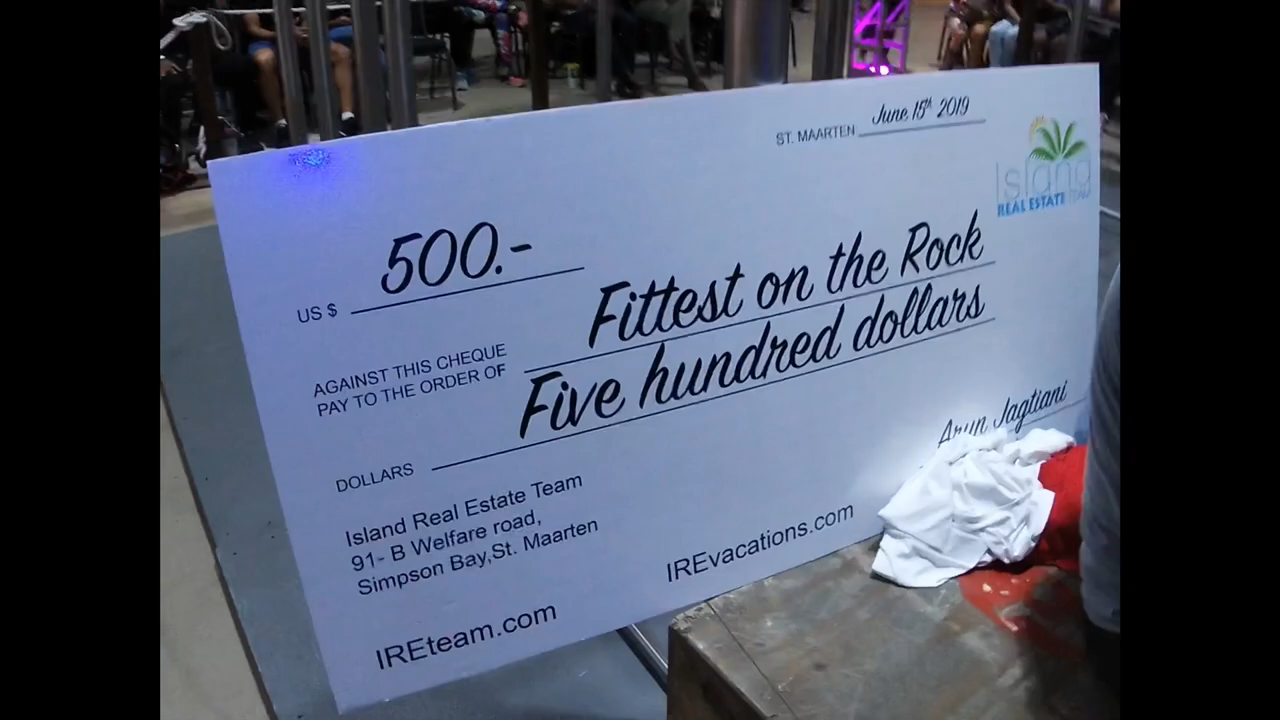 ST. MAARTEN June 15th 2019
Island
REAL ESTATE TEAM
US $ 500.-
AGAINST THIS CHEQUE
PAY TO THE ORDER OF Fittest on the Rock
DOLLARS Five hundred dollars
Arun Jagtiani
Island Real Estate Team
91- B Welfare road,
Simpson Bay,St. Maarten
IREvacations.com
IREteam.com